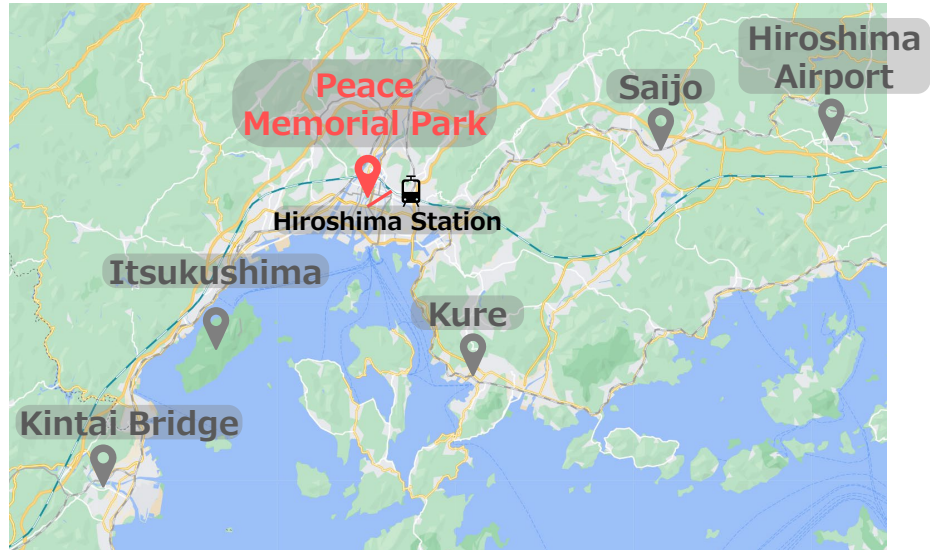 Hiroshima
Airport
Peace
Memorial Park
Saijo
Hiroshima Station
Itsukushima
Kure
Kintai Bridge